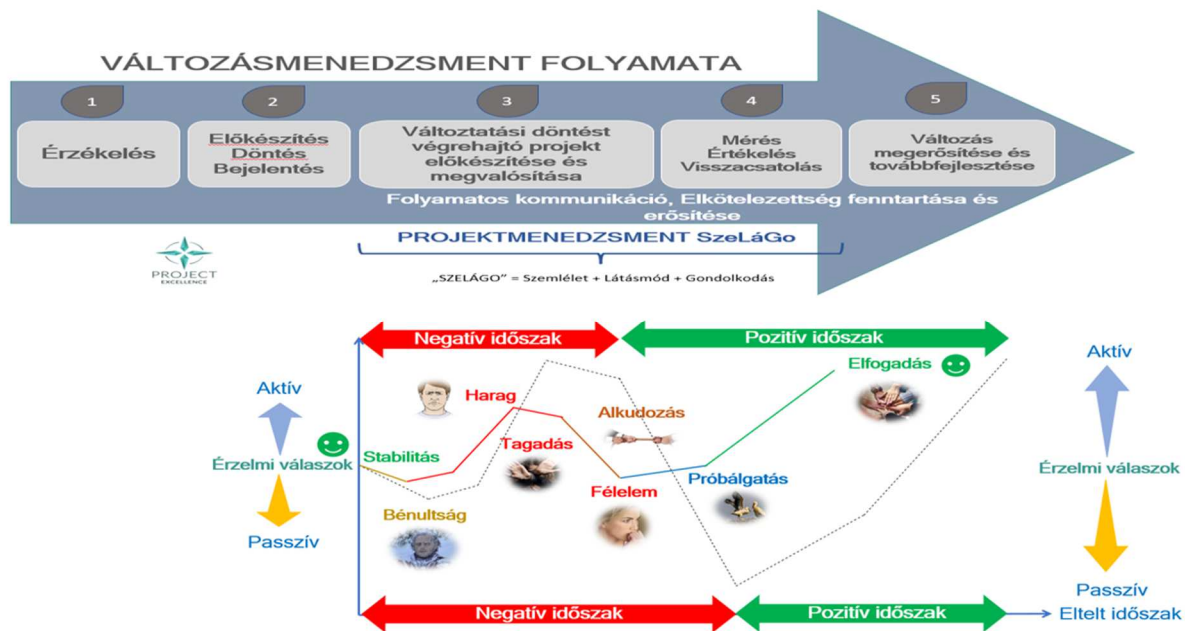 VÁLTOZÁSMENEDZSMENT FOLYAMATA
1
2
3
4
5
Érzékelés
Előkészítés
Döntés
Bejelentés
Változtatási döntést
végrehajtó projekt
előkészítése és
megvalósítása
Mérés
Értékelés
Visszacsatolás
Változás
megerősítése és
továbbfejlesztése
Folyamatos kommunikáció, Elkötelezettség fenntartása és
erősítése
PROJEKTMENEDZSMENT SzeLáGo
PROJECT
EXCELLENCE
„SZELÁGO” = Szemlélet + Látásmód + Gondolkodás
Negatív időszak
Pozitív időszak
Aktív
Érzelmi válaszok
Passzív
Stabilitás
Bénultság
Harag
Tagadás
Alkudozás
Félelem
Próbálgatás
Elfogadás
Aktív
Érzelmi válaszok
Passzív
Negatív időszak
Pozitív időszak
Eltelt időszak